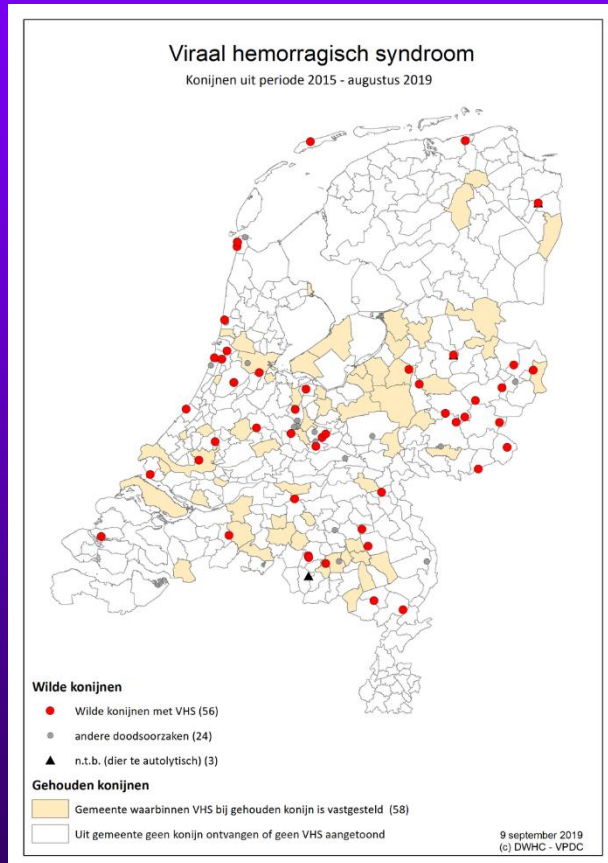 Viraal hemorragisch syndroom
Konijnen uit periode 2015 - augustus 2019
Wilde konijnen
Wilde konijnen met VHS (56)
andere doodsoorzaken (24)
n.t.b. (dier te autolytisch) (3)
Gehouden konijnen
Gemeente waarbinnen VHS bij gehouden konijn is vastgesteld (58)
Uit gemeente geen konijn ontvangen of geen VHS aangetoond
9 september 2019
(c) DWHC - VPDC